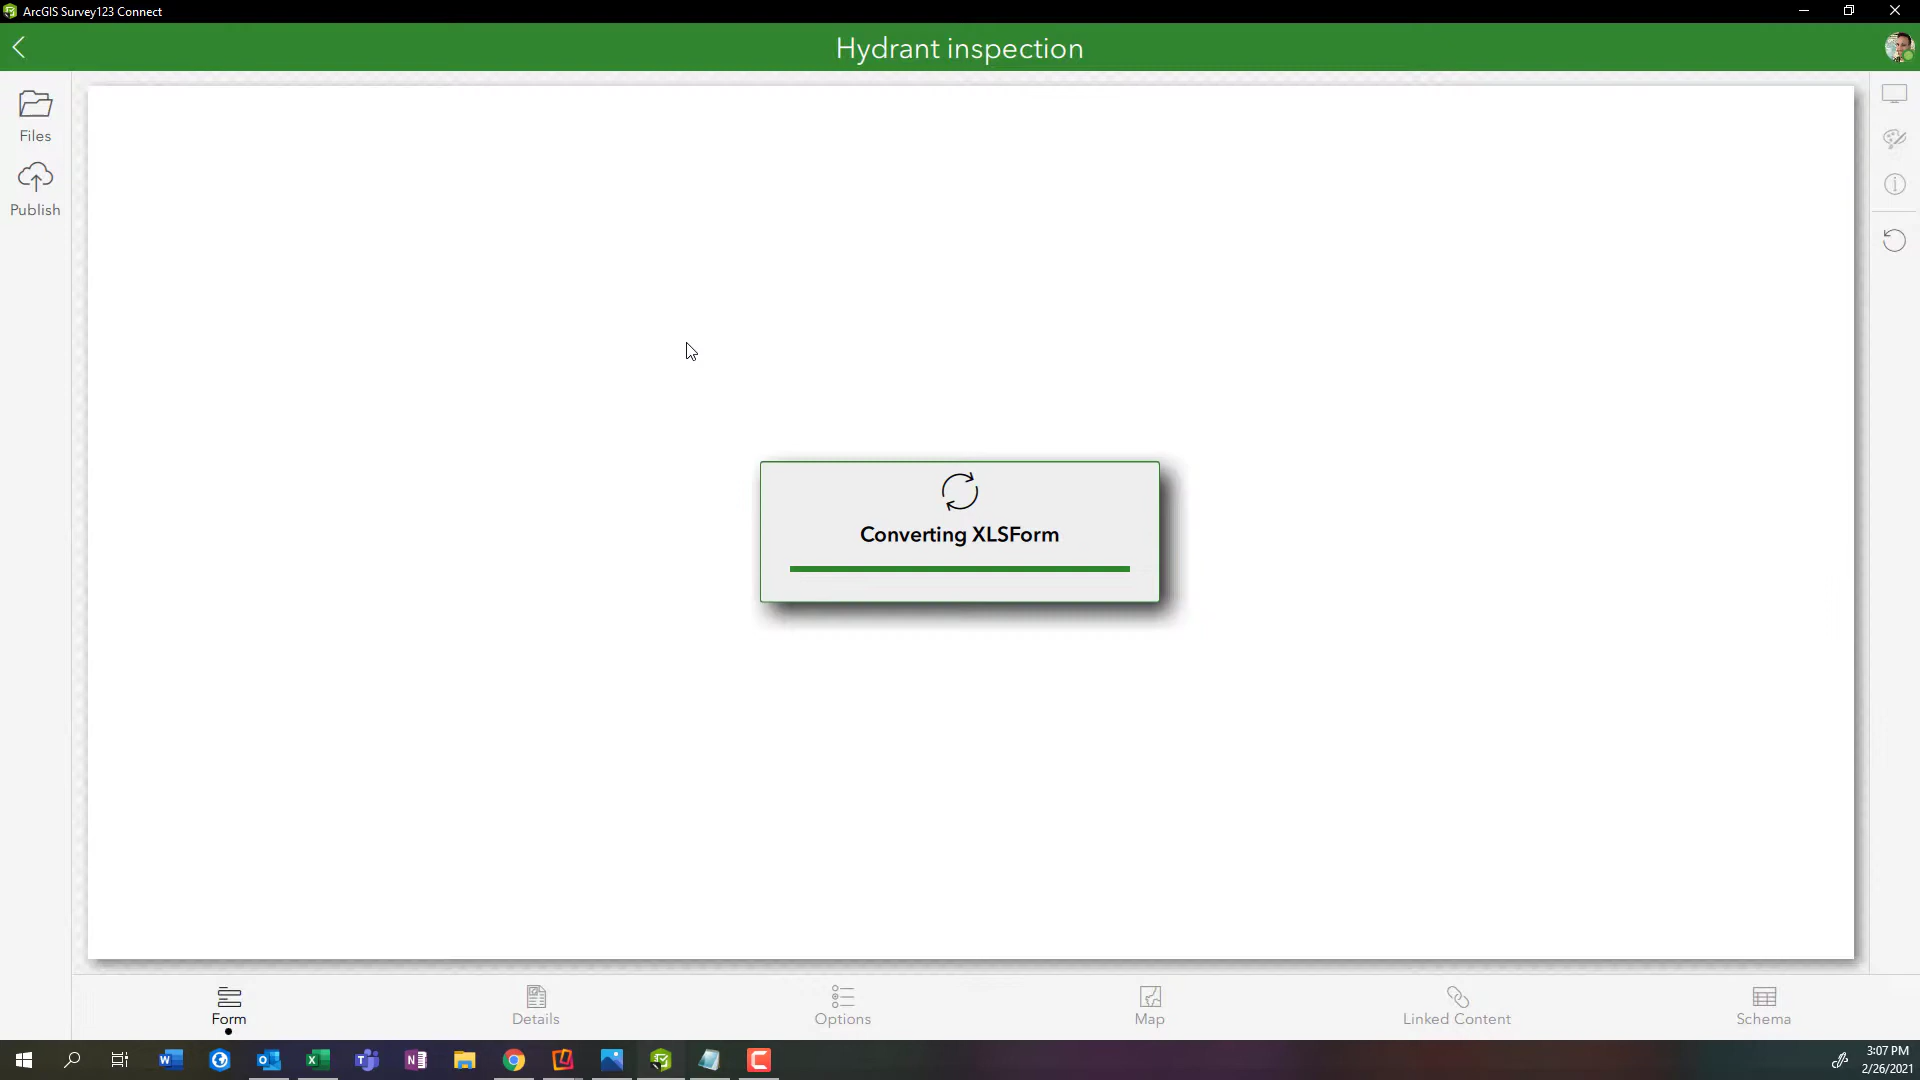 ArcGIS Survey123 Connect
Hydrant inspection
Files
Publish
Converting XLSForm
Form
Details
Options
Map
Linked Content
Schema
3:07 PM
2/26/2021